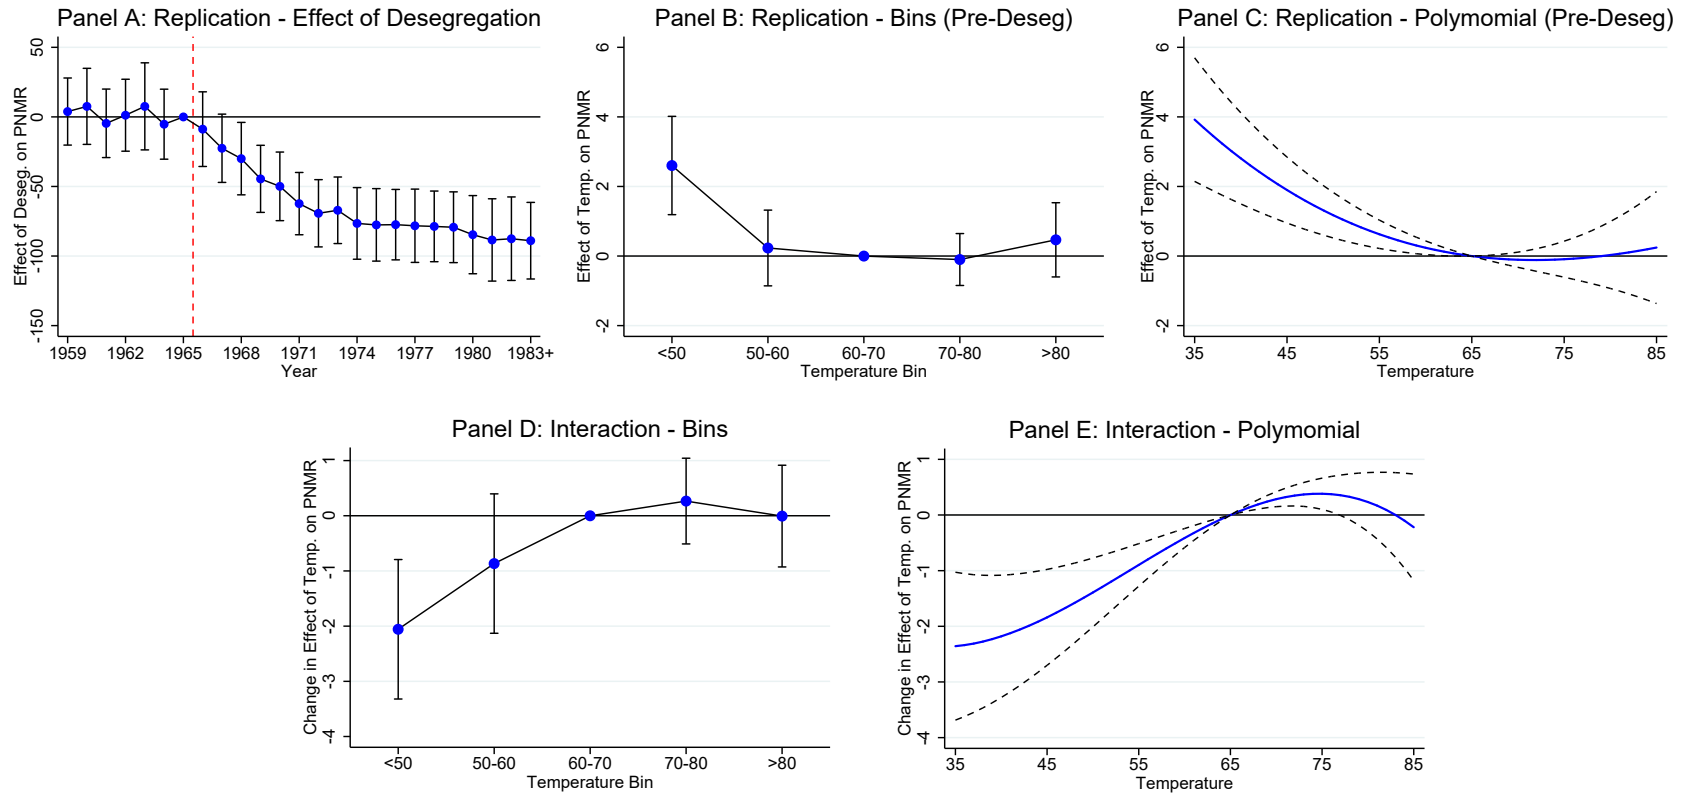 Panel A: Replication - Effect of Desegregation
Effect of Deseg. on PNMR
50
0
-50
-100
-150
1959 1962 1965 1968 1971 1974 1977 1980 1983+
Year
Panel B: Replication - Bins (Pre-Deseg)
Effect of Temp. on PNMR
6
4
2
0
-2
<50 50-60 60-70 70-80 >80
Temperature Bin
Panel C: Replication - Polymomial (Pre-Deseg)
Effect of Temp. on PNMR
6
4
2
0
-2
35 45 55 65 75 85
Temperature
Panel D: Interaction - Bins
Change in Effect of Temp. on PNMR
1
0
-1
-2
-3
-4
<50 50-60 60-70 70-80 >80
Temperature Bin
Panel E: Interaction - Polymomial
Change in Effect of Temp. on PNMR
1
0
-1
-2
-3
-4
35 45 55 65 75 85
Temperature